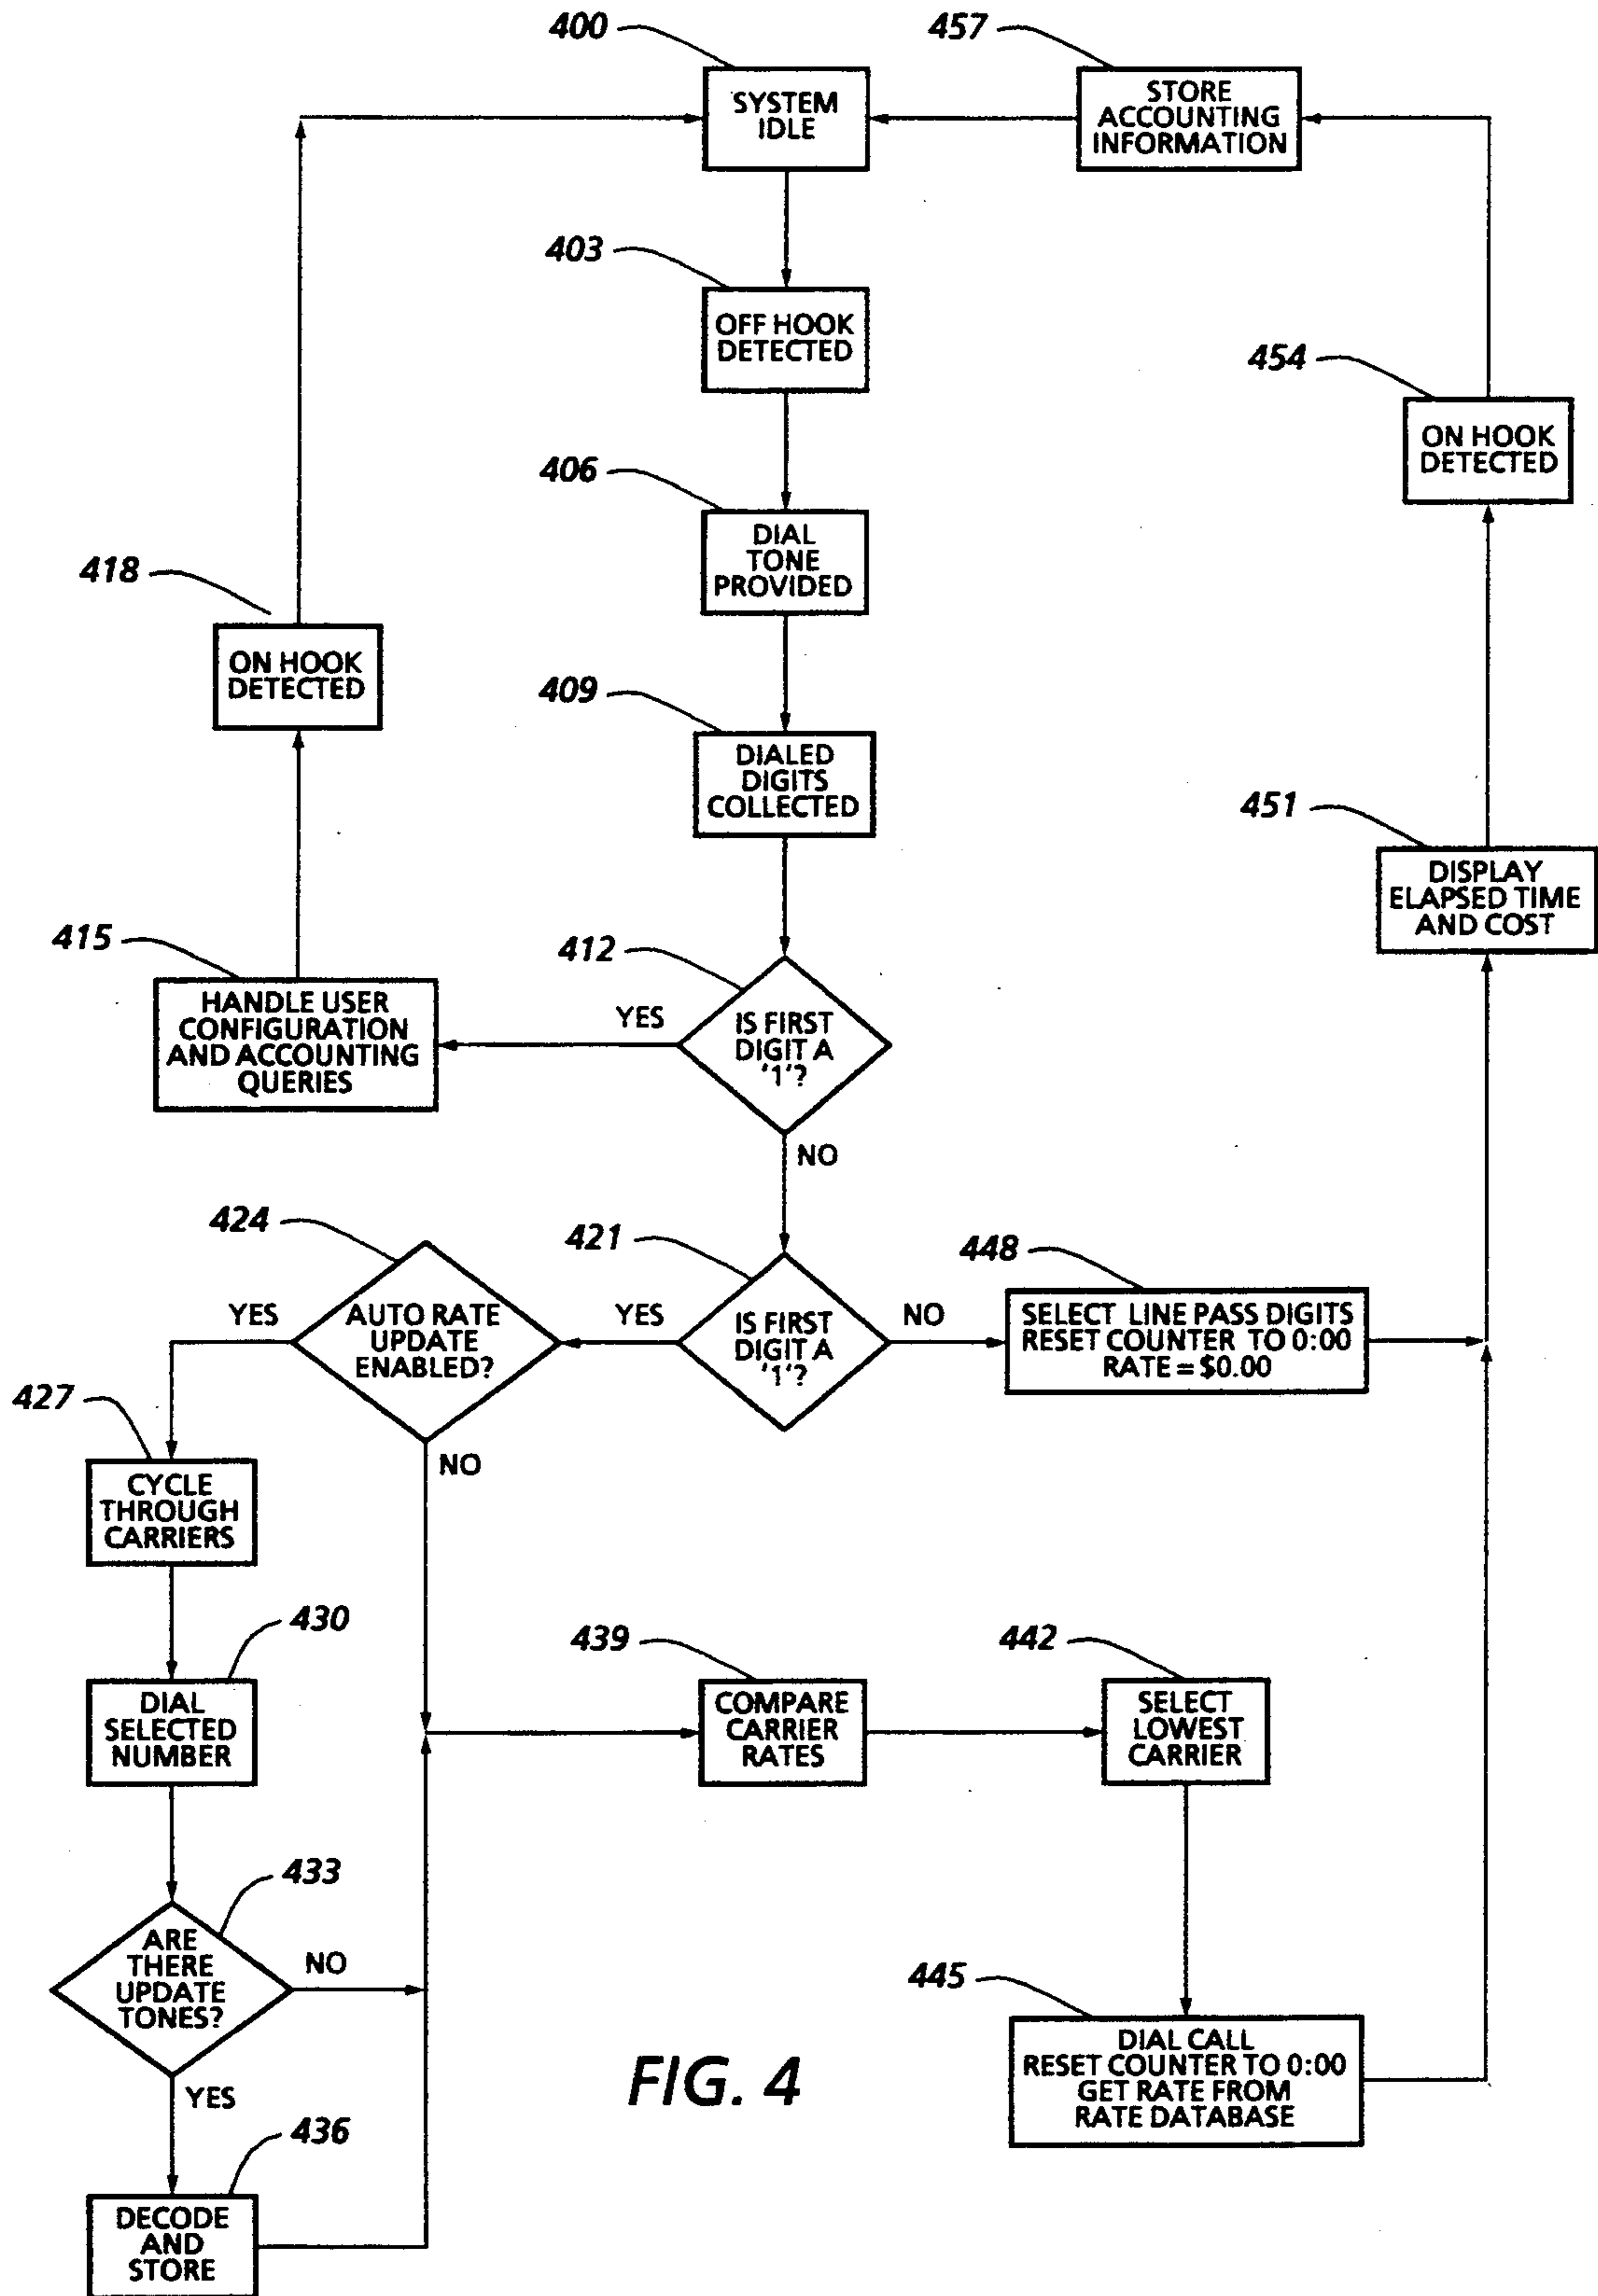 400
457
SYSTEM
IDLE
STORE
ACCOUNTING
INFORMATION
403
OFF HOOK
DETECTED
454
ON HOOK
DETECTED
406
DIAL
TONE
PROVIDED
418
ON HOOK
DETECTED
409
DIALED
DIGITS
COLLECTED
451
DISPLAY
ELAPSED TIME
AND COST
415
HANDLE USER
CONFIGURATION
AND ACCOUNTING
QUERIES
412
YES
IS FIRST
DIGIT A
'1'?
NO
424
YES
AUTO RATE
UPDATE
ENABLED?
NO
421
YES
IS FIRST
DIGIT A
'1'?
NO
448
SELECT LINE PASS DIGITS
RESET COUNTER TO 0:00
RATE = $0.00
427
CYCLE
THROUGH
CARRIERS
430
DIAL
SELECTED
NUMBER
439
COMPARE
CARRIER
RATES
442
SELECT
LOWEST
CARRIER
433
ARE
THERE
UPDATE
TONES?
NO
YES
445
DIAL CALL
RESET COUNTER TO 0:00
GET RATE FROM
RATE DATABASE
436
DECODE
AND
STORE
FIG. 4